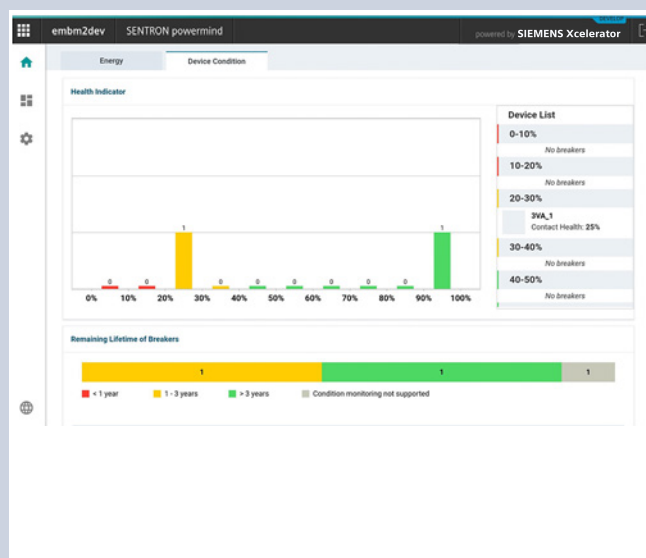 DEVELOP
embm2dev SENTRON powermind powered by SIEMENS Xcelerator
Energy Device Condition
Health Indicator
Device List
0-10%
No breakers
10-20%
No breakers
20-30%
3VA_1
Contact Health: 25%
30-40%
No breakers
40-50%
No breakers
0 0 1 0 0 0 0 0 0 1
0% 10% 20% 30% 40% 50% 60% 70% 80% 90% 100%
Remaining Lifetime of Breakers
1 1 1
< 1 year 1 - 3 years > 3 years Condition monitoring not supported